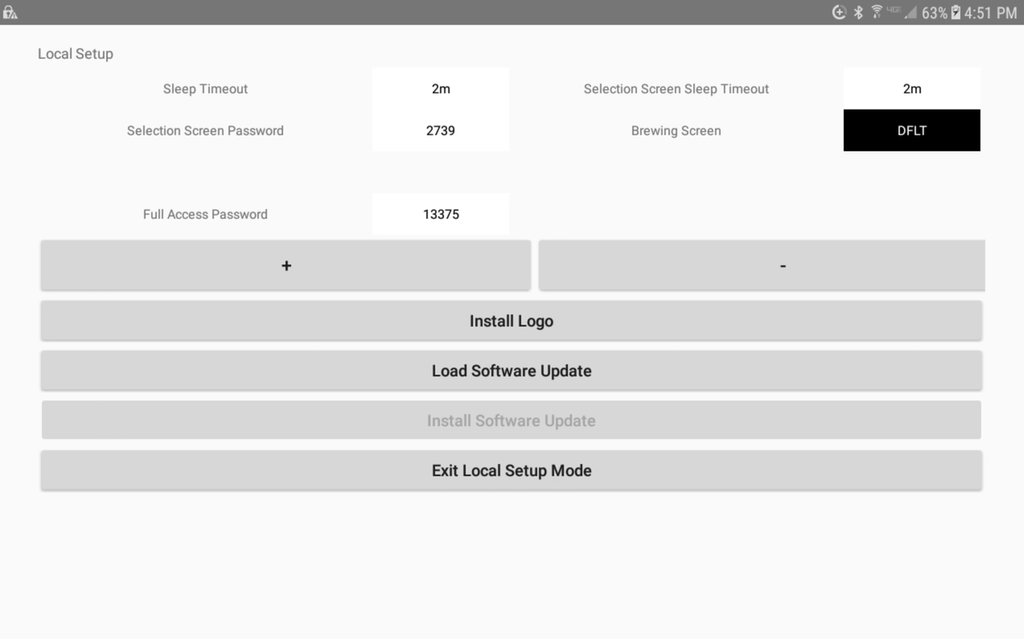 63% 4:51 PM
Local Setup
Sleep Timeout 2m Selection Screen Sleep Timeout 2m
Selection Screen Password 2739 Brewing Screen DFLT
Full Access Password 13375
+ -
Install Logo
Load Software Update
Install Software Update
Exit Local Setup Mode